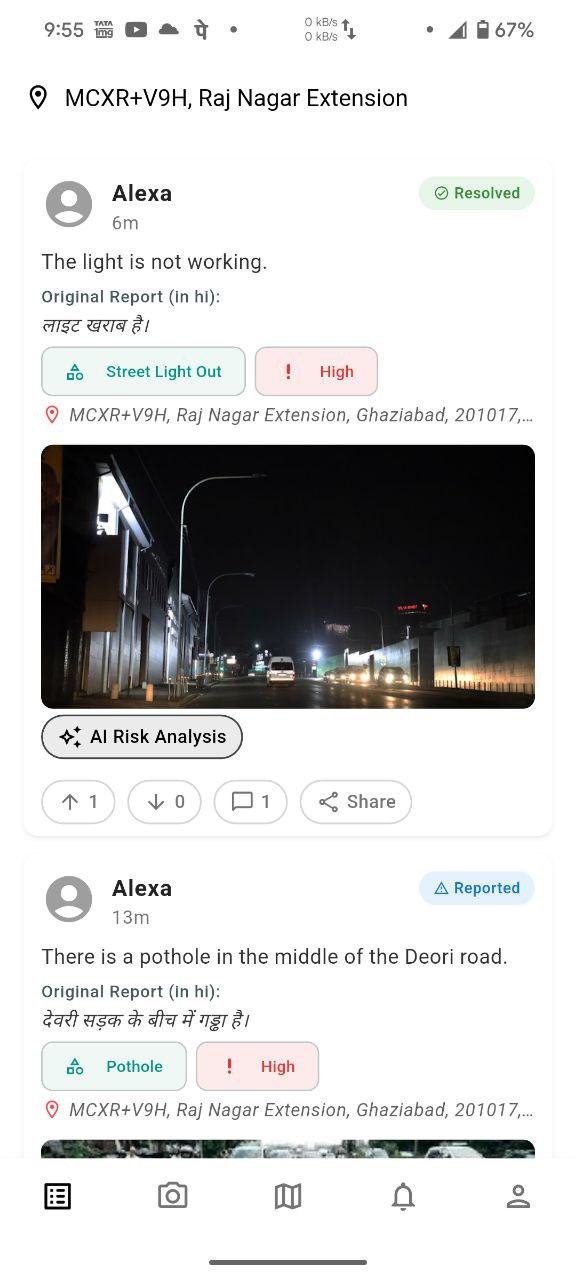 9:55 TATA 1mg पे 0 kB/s 67%
0 kB/s
MCXR+V9H, Raj Nagar Extension
Alexa Resolved
6m
The light is not working.
Original Report (in hi):
लाइट खराब है।
Street Light Out High
MCXR+V9H, Raj Nagar Extension, Ghaziabad, 201017,...
AI Risk Analysis
1 0 1 Share
Alexa Reported
13m
There is a pothole in the middle of the Deori road.
Original Report (in hi):
देवरी सड़क के बीच में गड्ढा है।
Pothole High
MCXR+V9H, Raj Nagar Extension, Ghaziabad, 201017,...